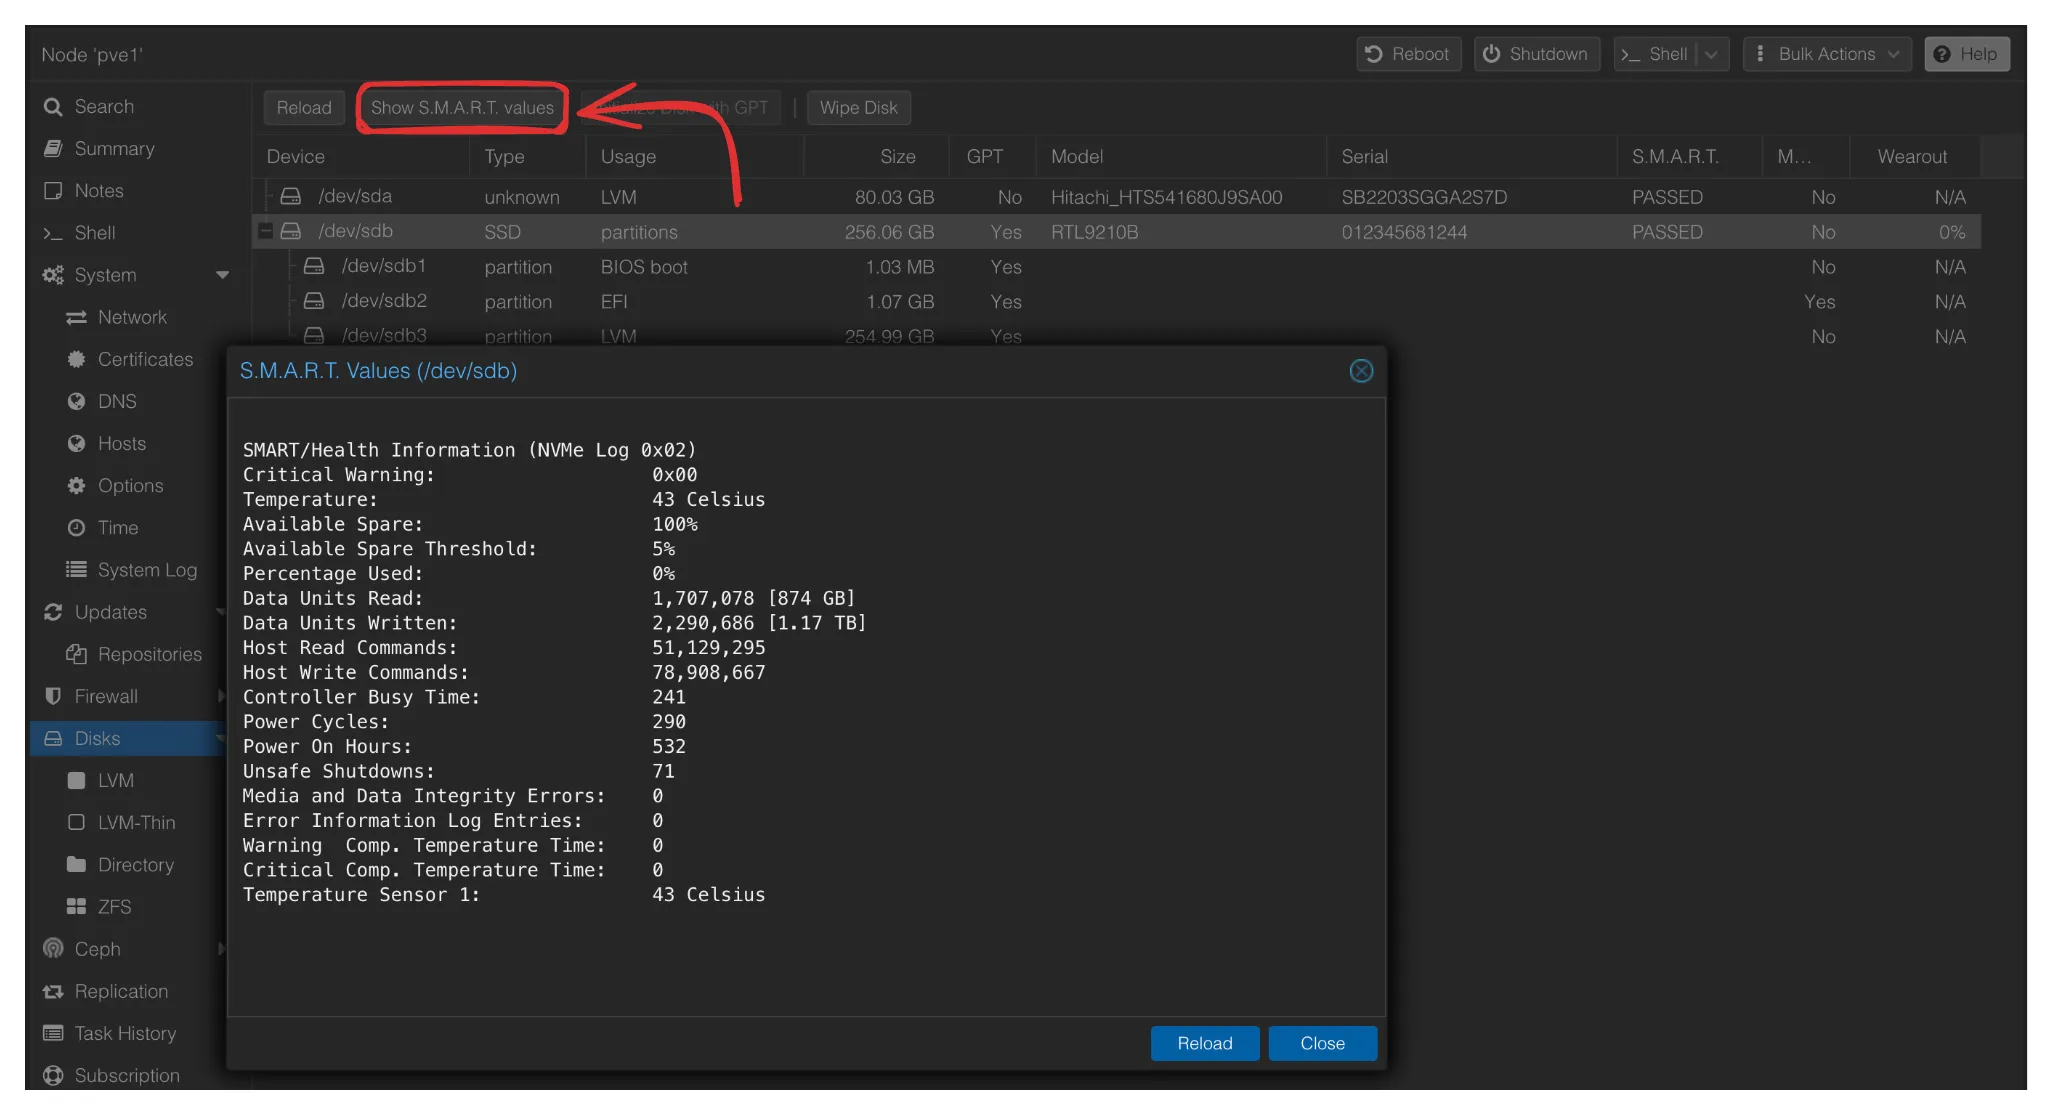 Node 'pve1'
Reboot
Shutdown
>_ Shell
Bulk Actions
Help
Search
Summary
Notes
>_ Shell
System
Network
Certificates
DNS
Hosts
Options
Time
System Log
Updates
Repositories
Firewall
Disks
LVM
LVM-Thin
Directory
ZFS
Ceph
Replication
Task History
Subscription
Reload
Show S.M.A.R.T. values
GPT
Wipe Disk
Device Type Usage Size GPT Model Serial S.M.A.R.T. M... Wearout
/dev/sda unknown LVM 80.03 GB No Hitachi_HTS541680J9SA00 SB2203SGGA2S7D PASSED No N/A
/dev/sdb SSD partitions 256.06 GB Yes RTL9210B 012345681244 PASSED No 0%
/dev/sdb1 partition BIOS boot 1.03 MB Yes No N/A
/dev/sdb2 partition EFI 1.07 GB Yes Yes N/A
/dev/sdb3 partition LVM 254.99 GB Yes No N/A
S.M.A.R.T. Values (/dev/sdb)
SMART/Health Information (NVMe Log 0x02)
Critical Warning: 0x00
Temperature: 43 Celsius
Available Spare: 100%
Available Spare Threshold: 5%
Percentage Used: 0%
Data Units Read: 1,707,078 [874 GB]
Data Units Written: 2,290,686 [1.17 TB]
Host Read Commands: 51,129,295
Host Write Commands: 78,908,667
Controller Busy Time: 241
Power Cycles: 290
Power On Hours: 532
Unsafe Shutdowns: 71
Media and Data Integrity Errors: 0
Error Information Log Entries: 0
Warning  Comp. Temperature Time: 0
Critical Comp. Temperature Time: 0
Temperature Sensor 1: 43 Celsius
Reload
Close